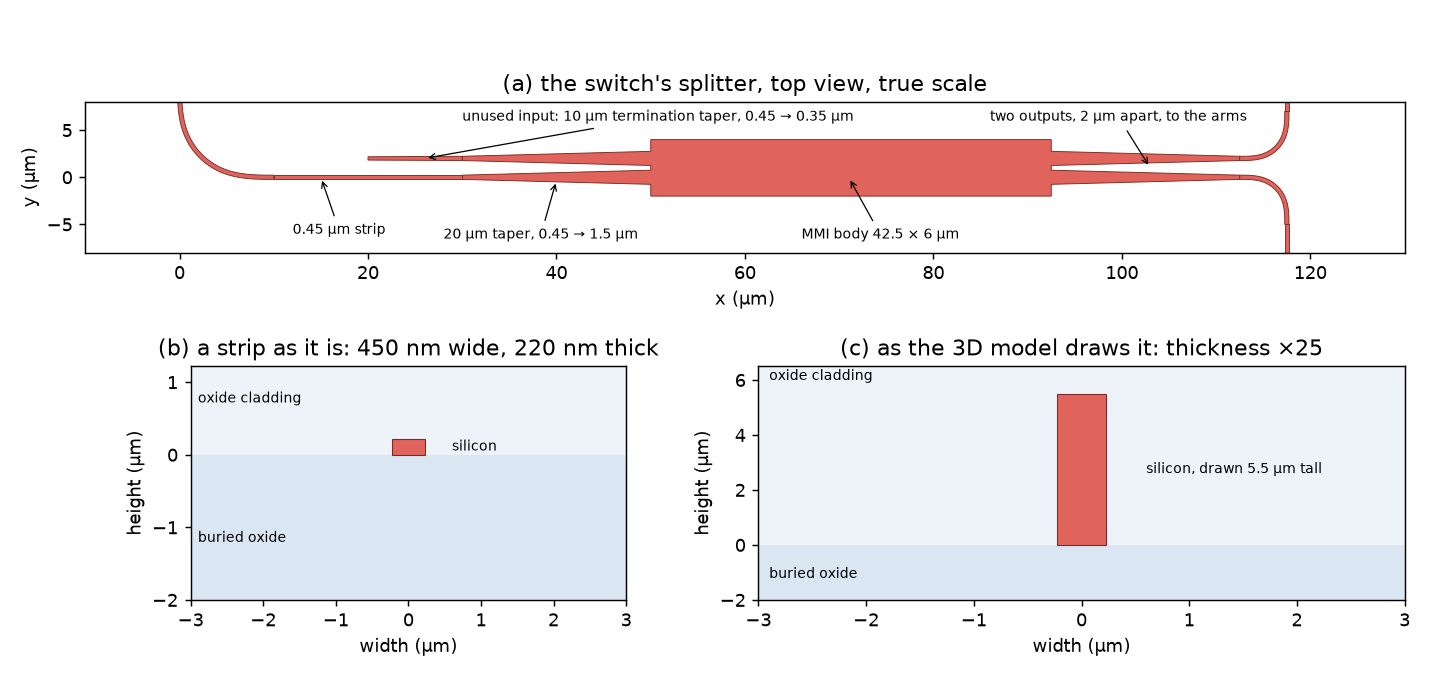 (a) the switch's splitter, top view, true scale
unused input: 10 µm termination taper, 0.45 → 0.35 µm
two outputs, 2 µm apart, to the arms
0.45 µm strip
20 µm taper, 0.45 → 1.5 µm
MMI body 42.5 × 6 µm
y (µm)
5
0
−5
0
20
40
60
80
100
120
x (µm)
(b) a strip as it is: 450 nm wide, 220 nm thick
oxide cladding
silicon
buried oxide
height (µm)
1
0
−1
−2
−3
−2
−1
0
1
2
3
width (µm)
(c) as the 3D model draws it: thickness ×25
oxide cladding
silicon, drawn 5.5 µm tall
buried oxide
height (µm)
6
4
2
0
−2
−3
−2
−1
0
1
2
3
width (µm)